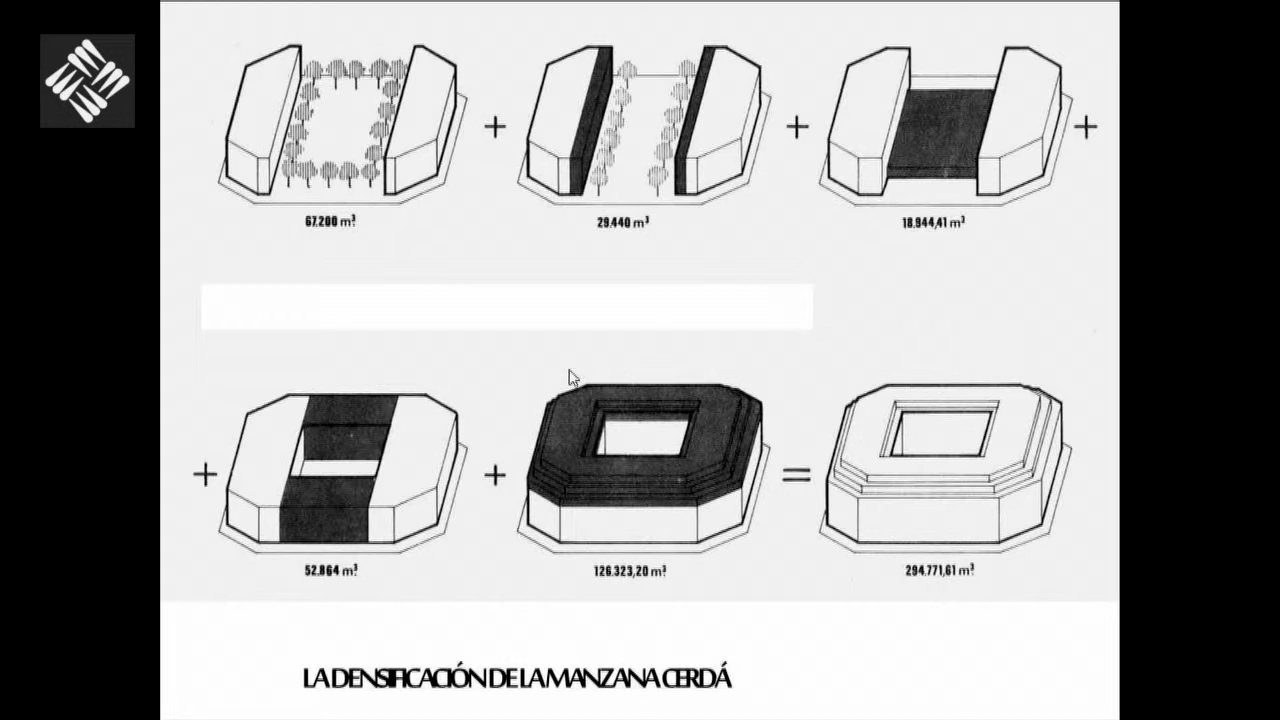 + + +
67.200 m³ 29.440 m³ 18.944,41 m³
+ + =
52.864 m³ 126.323,20 m³ 294.771,61 m³
LA DENSIFICACIÓN DE LA MANZANA CERDÁ